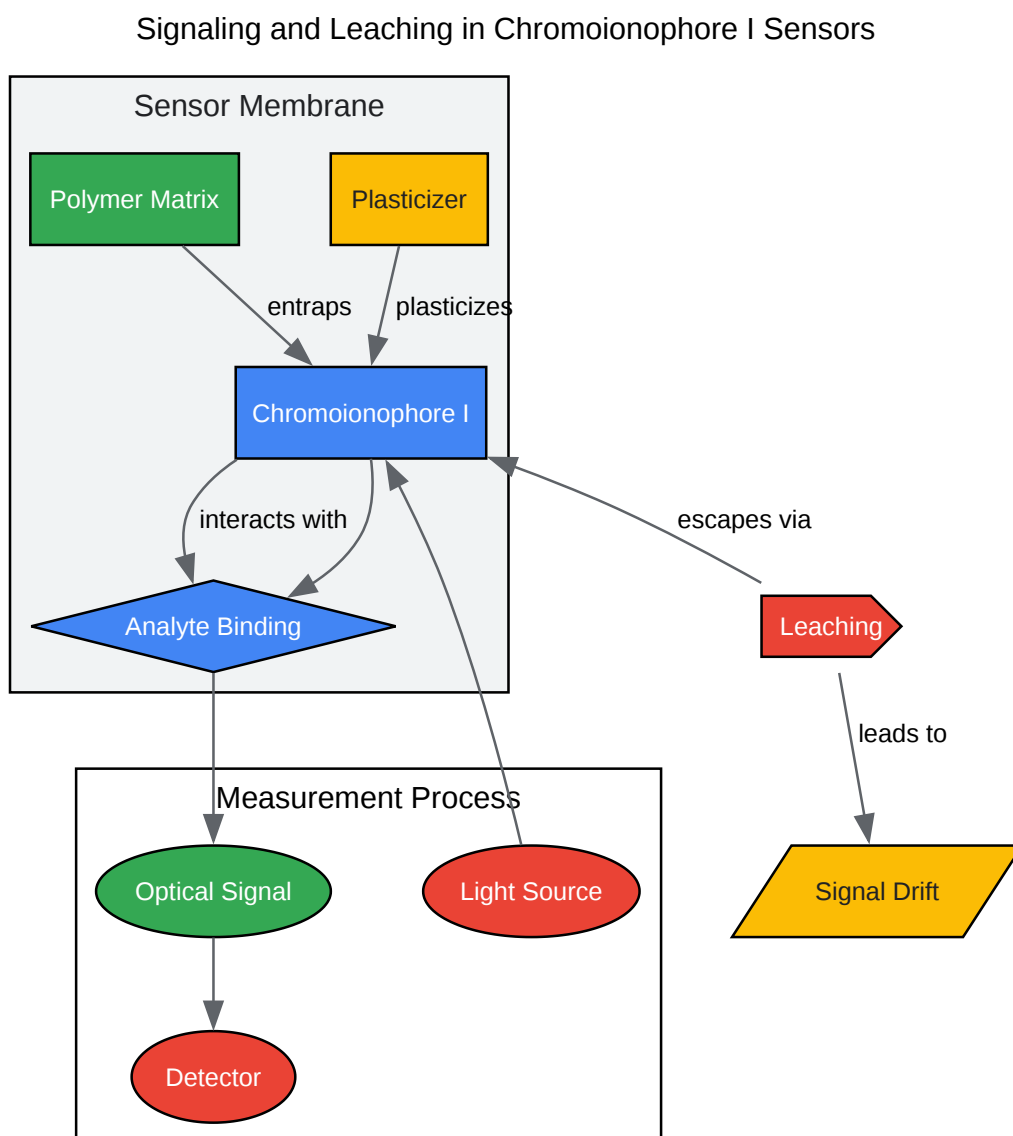 Signaling and Leaching in Chromoionophore I Sensors
Sensor Membrane
Polymer Matrix
Plasticizer
entraps
plasticizes
Chromoionophore I
interacts with
escapes via
Analyte Binding
Leaching
leads to
Measurement Process
Optical Signal
Light Source
Signal Drift
Detector